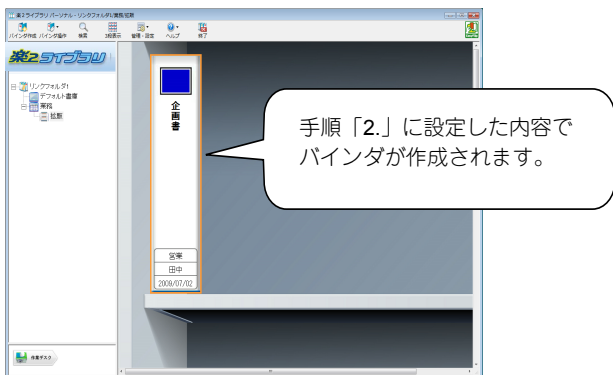 楽2ライブラリ パーソナル - リンクフォルダ1/業務/総務
バインダ作成 バインダ操作 検索 3段表示 管理・設定 ヘルプ 終了
楽2ライブラリ
リンクフォルダ1
デフォルト書庫
業務
企画書
営業
田中
2009/07/02
手順「2.」に設定した内容で
バインダが作成されます。
作業デスク